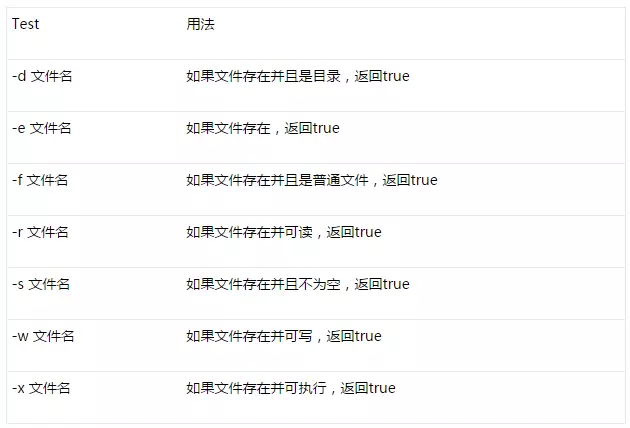 Test 用法
-d 文件名 如果文件存在并且是目录，返回true
-e 文件名 如果文件存在，返回true
-f 文件名 如果文件存在并且是普通文件，返回true
-r 文件名 如果文件存在并可读，返回true
-s 文件名 如果文件存在并且不为空，返回true
-w 文件名 如果文件存在并可写，返回true
-x 文件名 如果文件存在并可执行，返回true